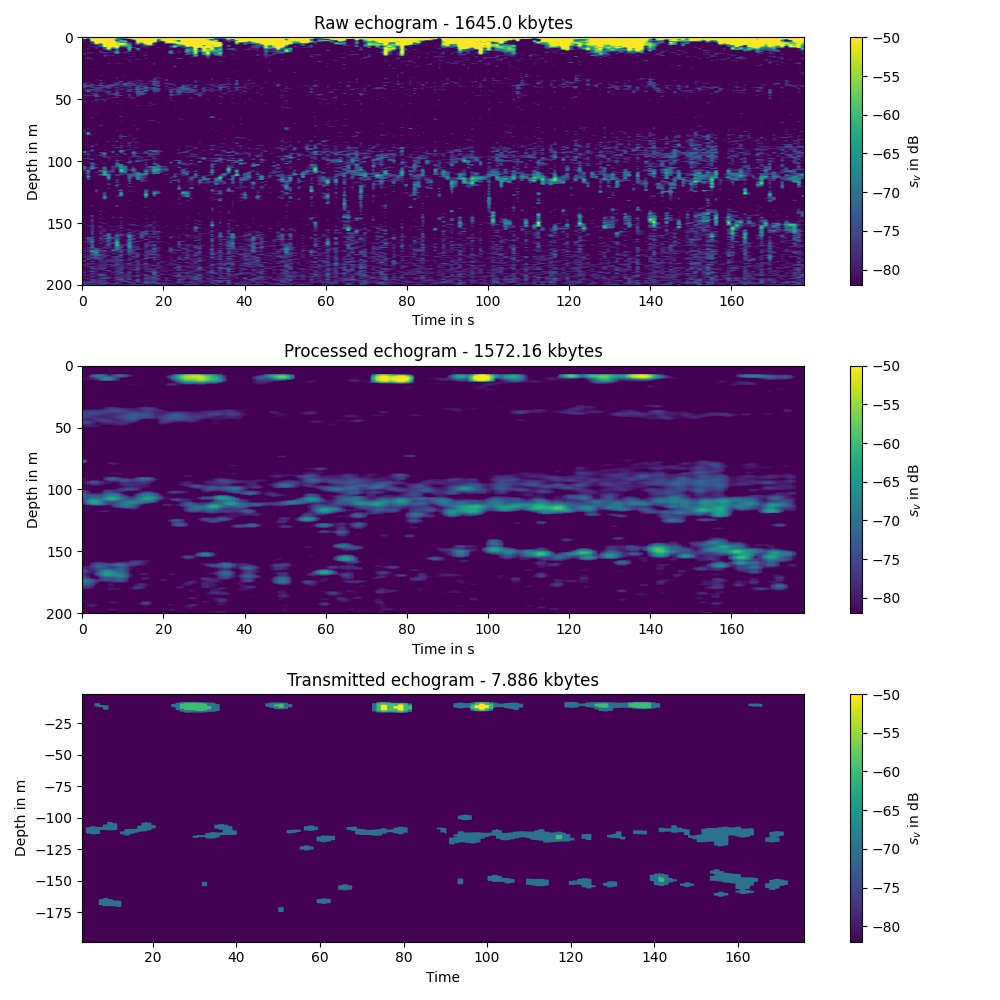 Raw echogram - 1645.0 kbytes
0
50
100
150
200
Depth in m
0 20 40 60 80 100 120 140 160
Time in s
−50
−55
−60
−65
−70
−75
−80
sᵥ in dB
Processed echogram - 1572.16 kbytes
0
50
100
150
200
Depth in m
0 20 40 60 80 100 120 140 160
Time in s
−50
−55
−60
−65
−70
−75
−80
sᵥ in dB
Transmitted echogram - 7.886 kbytes
−25
−50
−75
−100
−125
−150
−175
Depth in m
20 40 60 80 100 120 140 160
Time
−50
−55
−60
−65
−70
−75
−80
sᵥ in dB